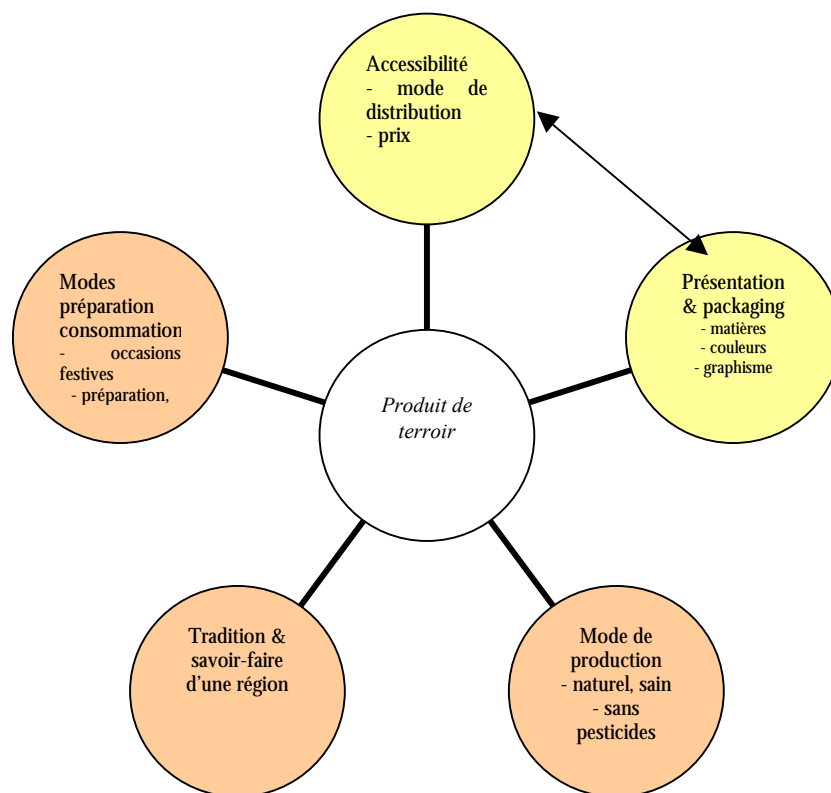 Accessibilité
- mode de
distribution
- prix
Modes
préparation
consommation
- occasions
festives
- préparation,
Présentation
& packaging
- matières
- couleurs
- graphisme
Produit de
terroir
Tradition &
savoir-faire
d'une région
Mode de
production
- naturel, sain
- sans
pesticides